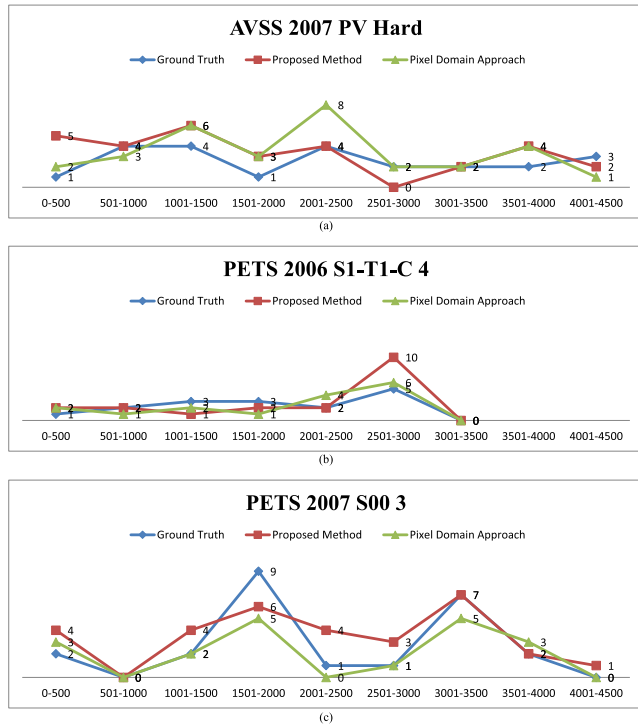 AVSS 2007 PV Hard
Ground Truth Proposed Method Pixel Domain Approach
8
5 6 4 4
2 4 3 4 3 2 2 4 3
1 3 1 0 2 2
1
0-500 501-1000 1001-1500 1501-2000 2001-2500 2501-3000 3001-3500 3501-4000 4001-4500
(a)
PETS 2006 S1-T1-C 4
Ground Truth Proposed Method Pixel Domain Approach
10
2 2 3 3 4 6
1 1 2 2 2 5
1 1 0
0-500 501-1000 1001-1500 1501-2000 2001-2500 2501-3000 3001-3500 3501-4000 4001-4500
(b)
PETS 2007 S00 3
Ground Truth Proposed Method Pixel Domain Approach
9
4 4 6 4 7
3 5 3 5 3
2 0 2 1 1 2 1
0 0
0-500 501-1000 1001-1500 1501-2000 2001-2500 2501-3000 3001-3500 3501-4000 4001-4500
(c)